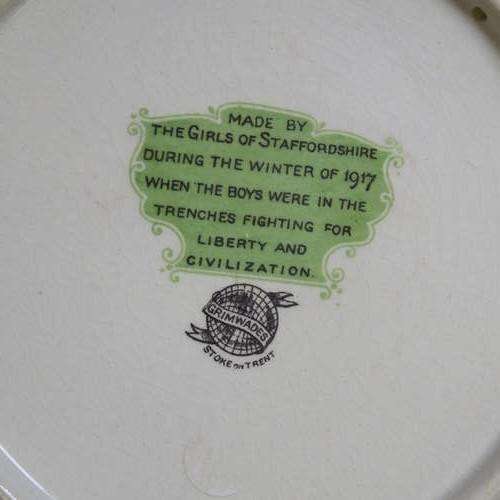 MADE BY
THE GIRLS OF STAFFORDSHIRE
DURING THE WINTER OF 1917
WHEN THE BOYS WERE IN THE
TRENCHES FIGHTING FOR
LIBERTY AND
CIVILIZATION.
GRIMWADES
STOKE ON TRENT